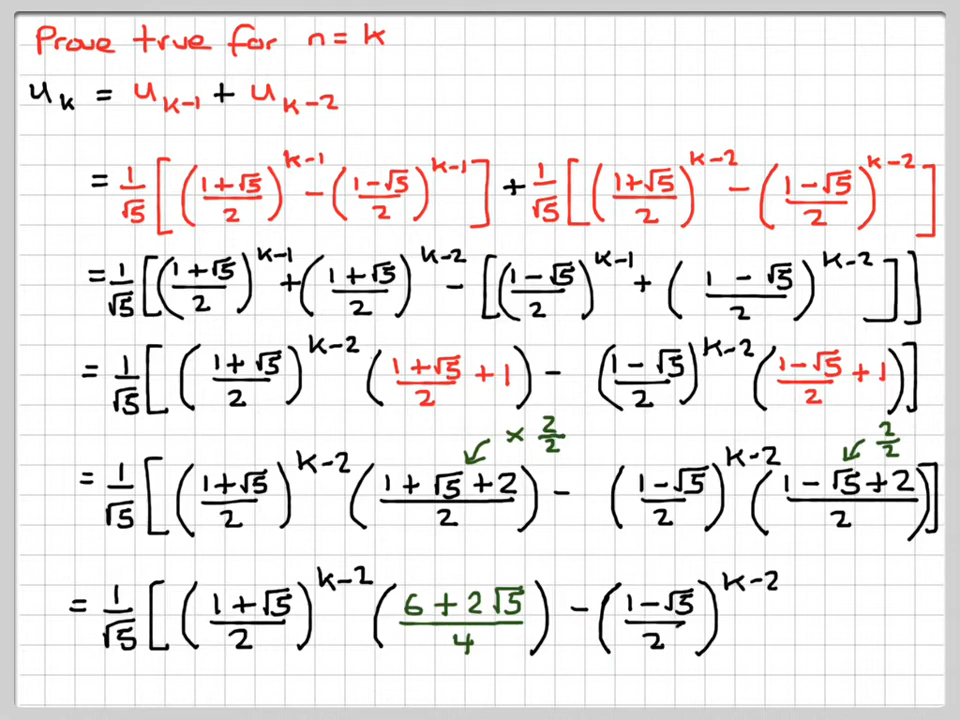 Prove true for n = k
u_k = u_{k-1} + u_{k-2}
= 1/√5 [((1+√5)/2)^{k-1} - ((1-√5)/2)^{k-1}] + 1/√5 [((1+√5)/2)^{k-2} - ((1-√5)/2)^{k-2}]
= 1/√5 [((1+√5)/2)^{k-1} + ((1+√5)/2)^{k-2} - [((1-√5)/2)^{k-1} + ((1-√5)/2)^{k-2}]]
= 1/√5 [((1+√5)/2)^{k-2} ((1+√5)/2 + 1) - ((1-√5)/2)^{k-2} ((1-√5)/2 + 1)]
× 2/2 2/2
= 1/√5 [((1+√5)/2)^{k-2} ((1+√5+2)/2) - ((1-√5)/2)^{k-2} ((1-√5+2)/2)]
= 1/√5 [((1+√5)/2)^{k-2} ((6+2√5)/4) - ((1-√5)/2)^{k-2}